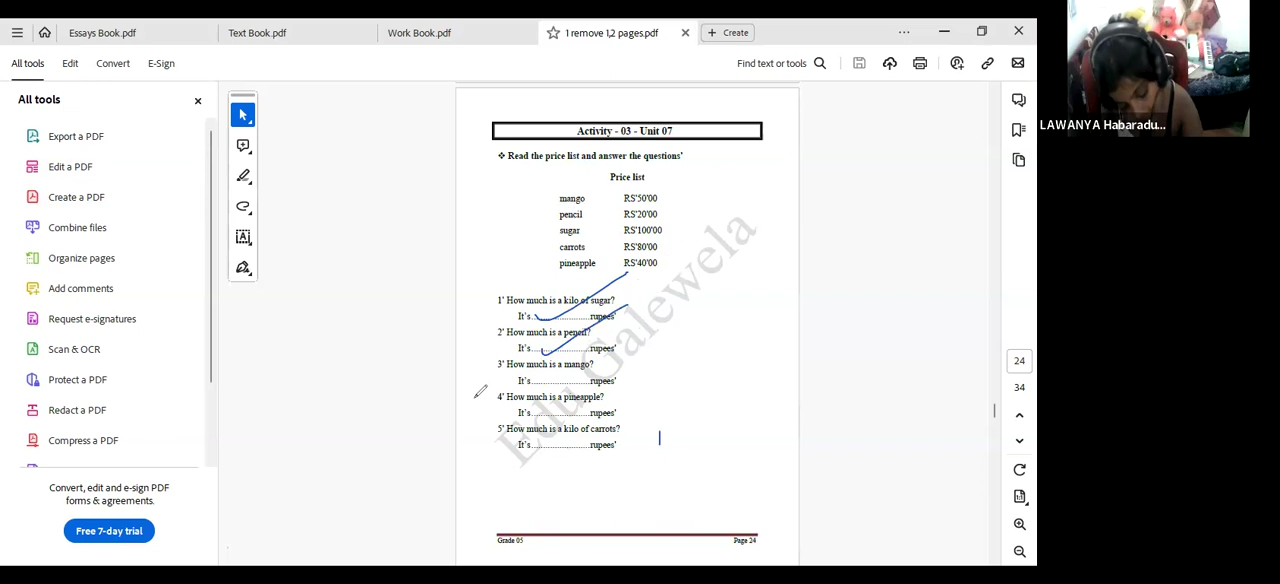 Essays Book.pdf
Text Book.pdf
Work Book.pdf
1 remove 1,2 pages.pdf
+ Create
All tools
Edit
Convert
E-Sign
Find text or tools
All tools
Export a PDF
Edit a PDF
Create a PDF
Combine files
Organize pages
Add comments
Request e-signatures
Scan & OCR
Protect a PDF
Redact a PDF
Compress a PDF
Convert, edit and e-sign PDF
forms & agreements.
Free 7-day trial
Activity - 03 - Unit 07
❖ Read the price list and answer the questions'
Price list
mango RS'50'00
pencil RS'20'00
sugar RS'100'00
carrots RS'80'00
pineapple RS'40'00
1' How much is a kilo of sugar?
It's......................rupees'
2' How much is a pencil?
It's......................rupees'
3' How much is a mango?
It's......................rupees'
4' How much is a pineapple?
It's......................rupees'
5' How much is a kilo of carrots?
It's......................rupees'
Edu Galewela
Grade 05 Page 24
24
34
LAWANYA Habaradu...